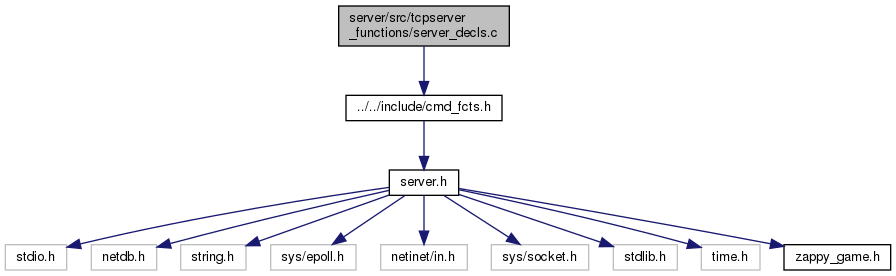 server/src/tcpserver
_functions/server_decls.c
../../include/cmd_fcts.h
server.h
stdio.h
netdb.h
string.h
sys/epoll.h
netinet/in.h
sys/socket.h
stdlib.h
time.h
zappy_game.h